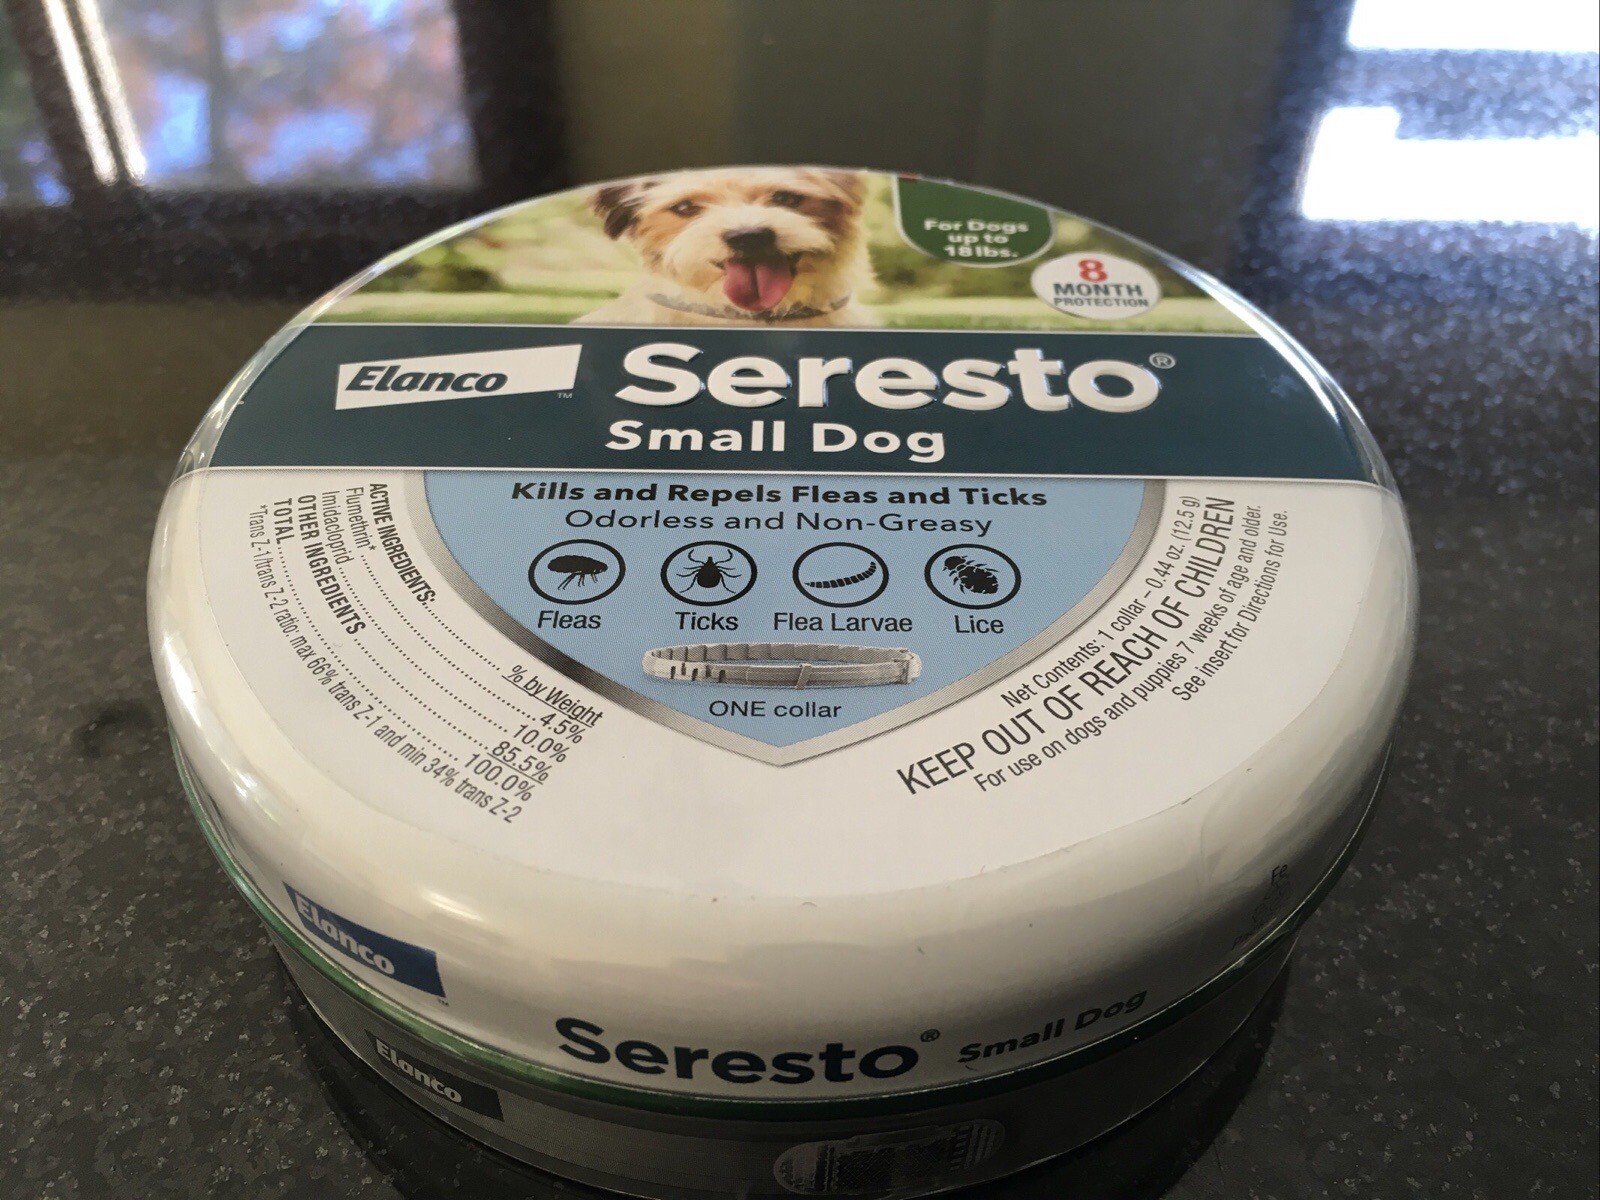 For Dogs
up to
18 lbs.
8
MONTH
PROTECTION
Elanco™
Seresto®
Small Dog
Kills and Repels Fleas and Ticks
Odorless and Non-Greasy
Fleas
Ticks
Flea Larvae
Lice
ONE collar
ACTIVE INGREDIENTS: % by Weight
Flumethrin* 4.5%
Imidacloprid 10.0%
OTHER INGREDIENTS 85.5%
TOTAL 100.0%
*Trans Z-1/trans Z-2 ratio: max 66% trans Z-1 and min 34% trans Z-2
Net Contents: 1 collar – 0.44 oz. (12.5 g)
KEEP OUT OF REACH OF CHILDREN
For use on dogs and puppies 7 weeks of age and older.
See insert for Directions for Use.
Elanco™
Seresto® Small Dog
Elanco